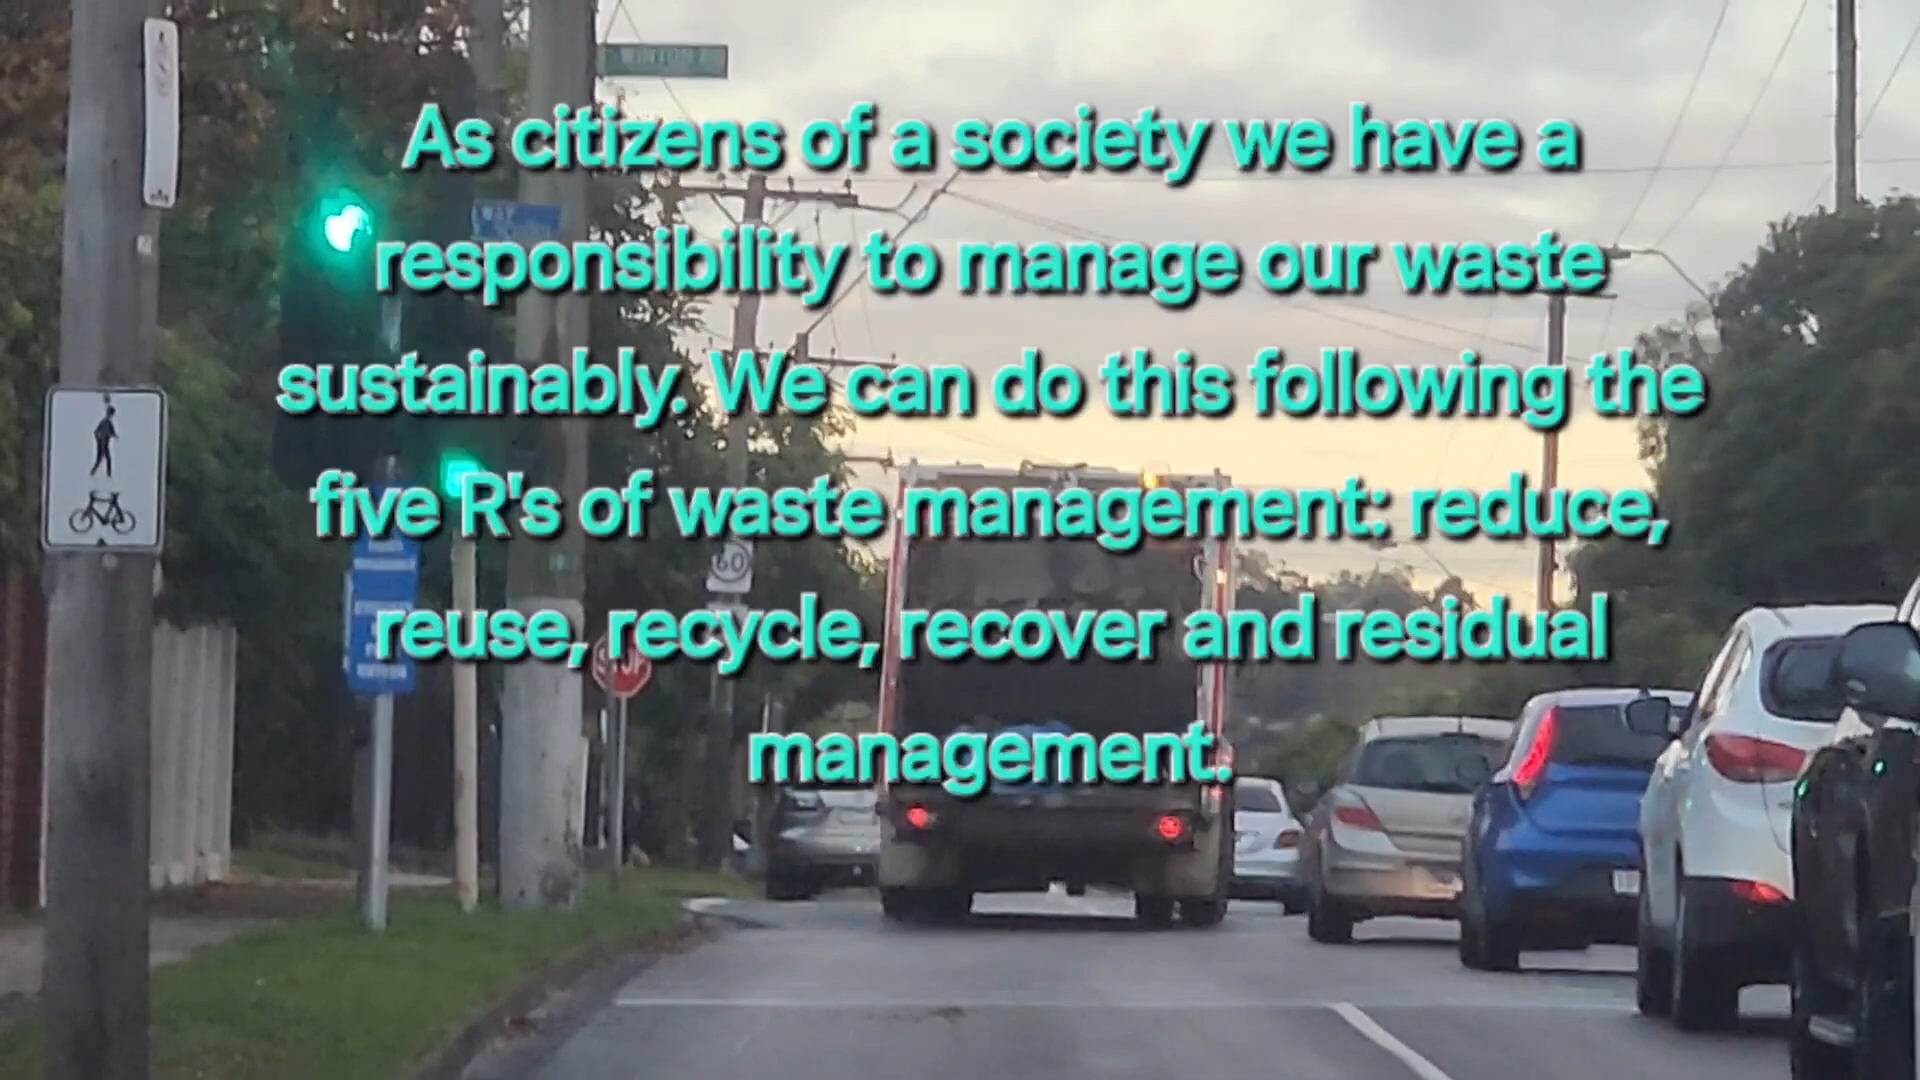 WINTON
As citizens of a society we have a
responsibility to manage our waste
sustainably. We can do this following the
five R's of waste management: reduce,
reuse, recycle, recover and residual
management.
60
STOP